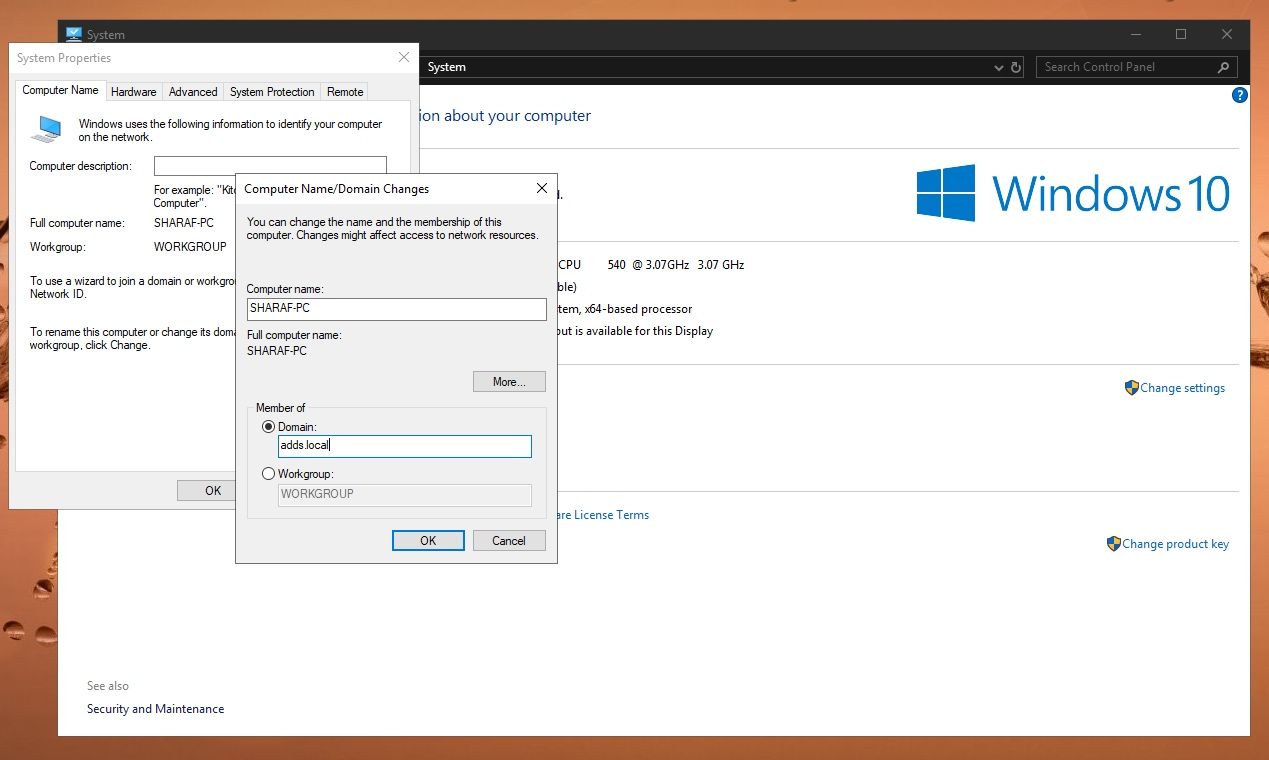 System
System Properties
System
Search Control Panel
Computer Name
Hardware
Advanced
System Protection
Remote
ion about your computer
Windows uses the following information to identify your computer
on the network.
Computer description:
For example: "Kitc
Computer".
Full computer name:
SHARAF-PC
Workgroup:
WORKGROUP
To use a wizard to join a domain or workgrou
Network ID.
To rename this computer or change its doma
workgroup, click Change.
OK
Computer Name/Domain Changes
You can change the name and the membership of this
computer. Changes might affect access to network resources.
Computer name:
SHARAF-PC
Full computer name:
SHARAF-PC
More...
Member of
Domain:
adds.local
Workgroup:
WORKGROUP
OK
Cancel
d.
Windows 10
CPU 540 @ 3.07GHz 3.07 GHz
ble)
tem, x64-based processor
out is available for this Display
Change settings
are License Terms
Change product key
See also
Security and Maintenance